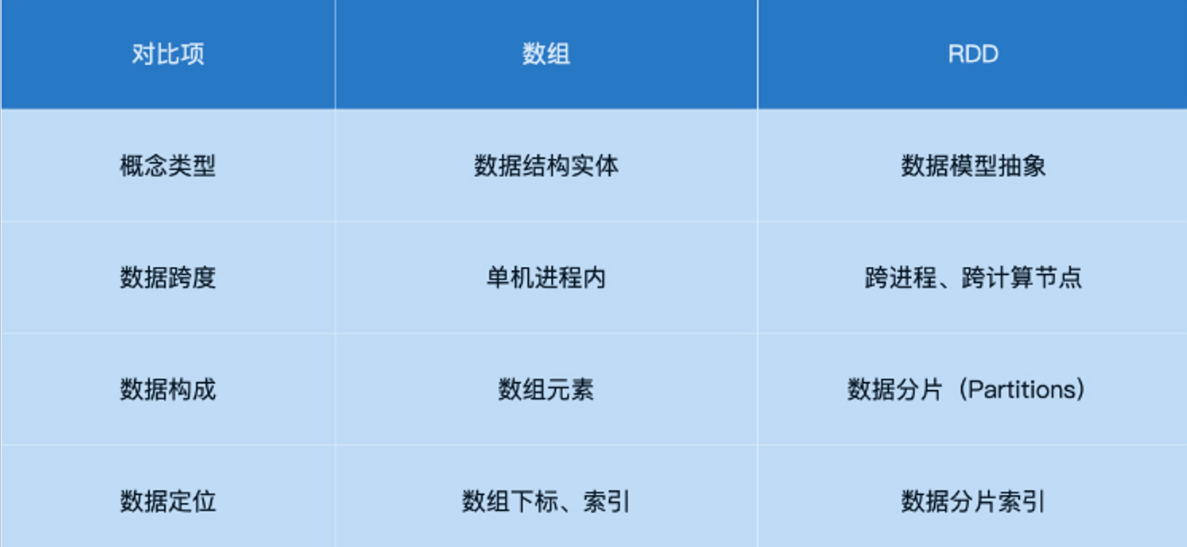 对比项 数组 RDD
概念类型 数据结构实体 数据模型抽象
数据跨度 单机进程内 跨进程、跨计算节点
数据构成 数组元素 数据分片（Partitions）
数据定位 数组下标、索引 数据分片索引